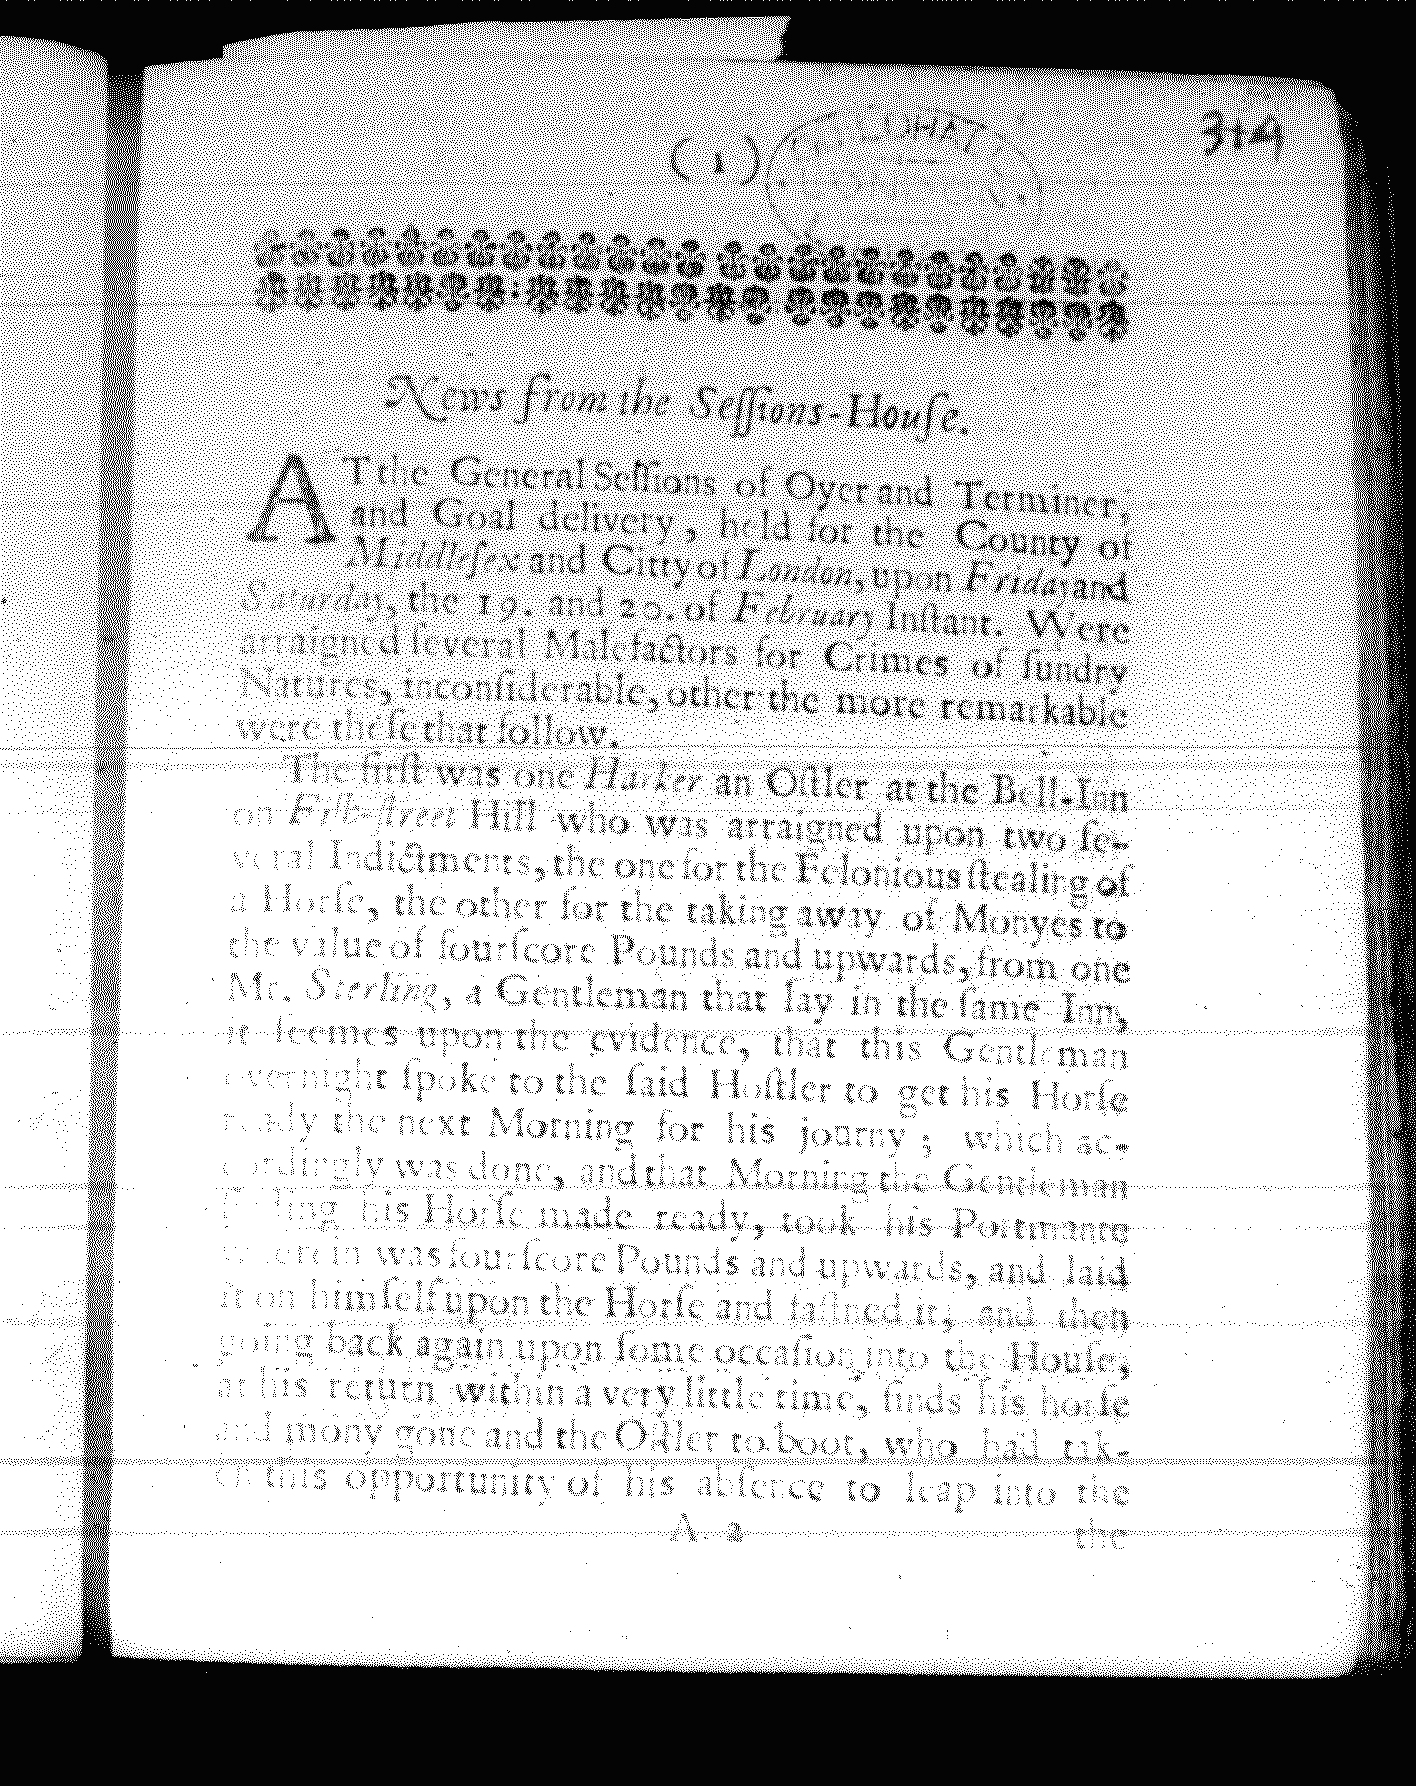 ( 1 )
314
News from the Seſſions-Houſe.
AT the General Seſſions of Oyer and Terminer,
and Goal delivery, held for the County of
Middleſex and Citty of London, upon Friday and
Saturday, the 19. and 20. of February Inſtant. Were
arraigned ſeveral Malefactors for Crimes of ſundry
Natures, inconſiderable, other the more remarkable
were theſe that follow.
The firſt was one Harker an Oſtler at the Bell-Inn
on Fiſh-ſtreet Hill who was arraigned upon two ſe-
veral Indictments, the one for the Felonious ſtealing of
a Horſe, the other for the taking away of Monyes to
the value of fourſcore Pounds and upwards, from one
Mr. Sterling, a Gentleman that lay in the ſame Inn,
it ſeemes upon the evidence, that this Gentleman
overnight ſpoke to the ſaid Hoſtler to get his Horſe
ready the next Morning for his journy ; which ac-
cordingly was done, and that Morning the Gentleman
finding his Horſe made ready, took his Portmante
wherein was fourſcore Pounds and upwards, and laid
it on himſelf upon the Horſe and faſtned it, and then
going back again upon ſome occaſion into the Houſe,
at his return within a very little time, finds his horſe
and mony gone and the Oſtler to boot, who had tak-
en this opportunity of his abſence to leap into the
A. 2
the